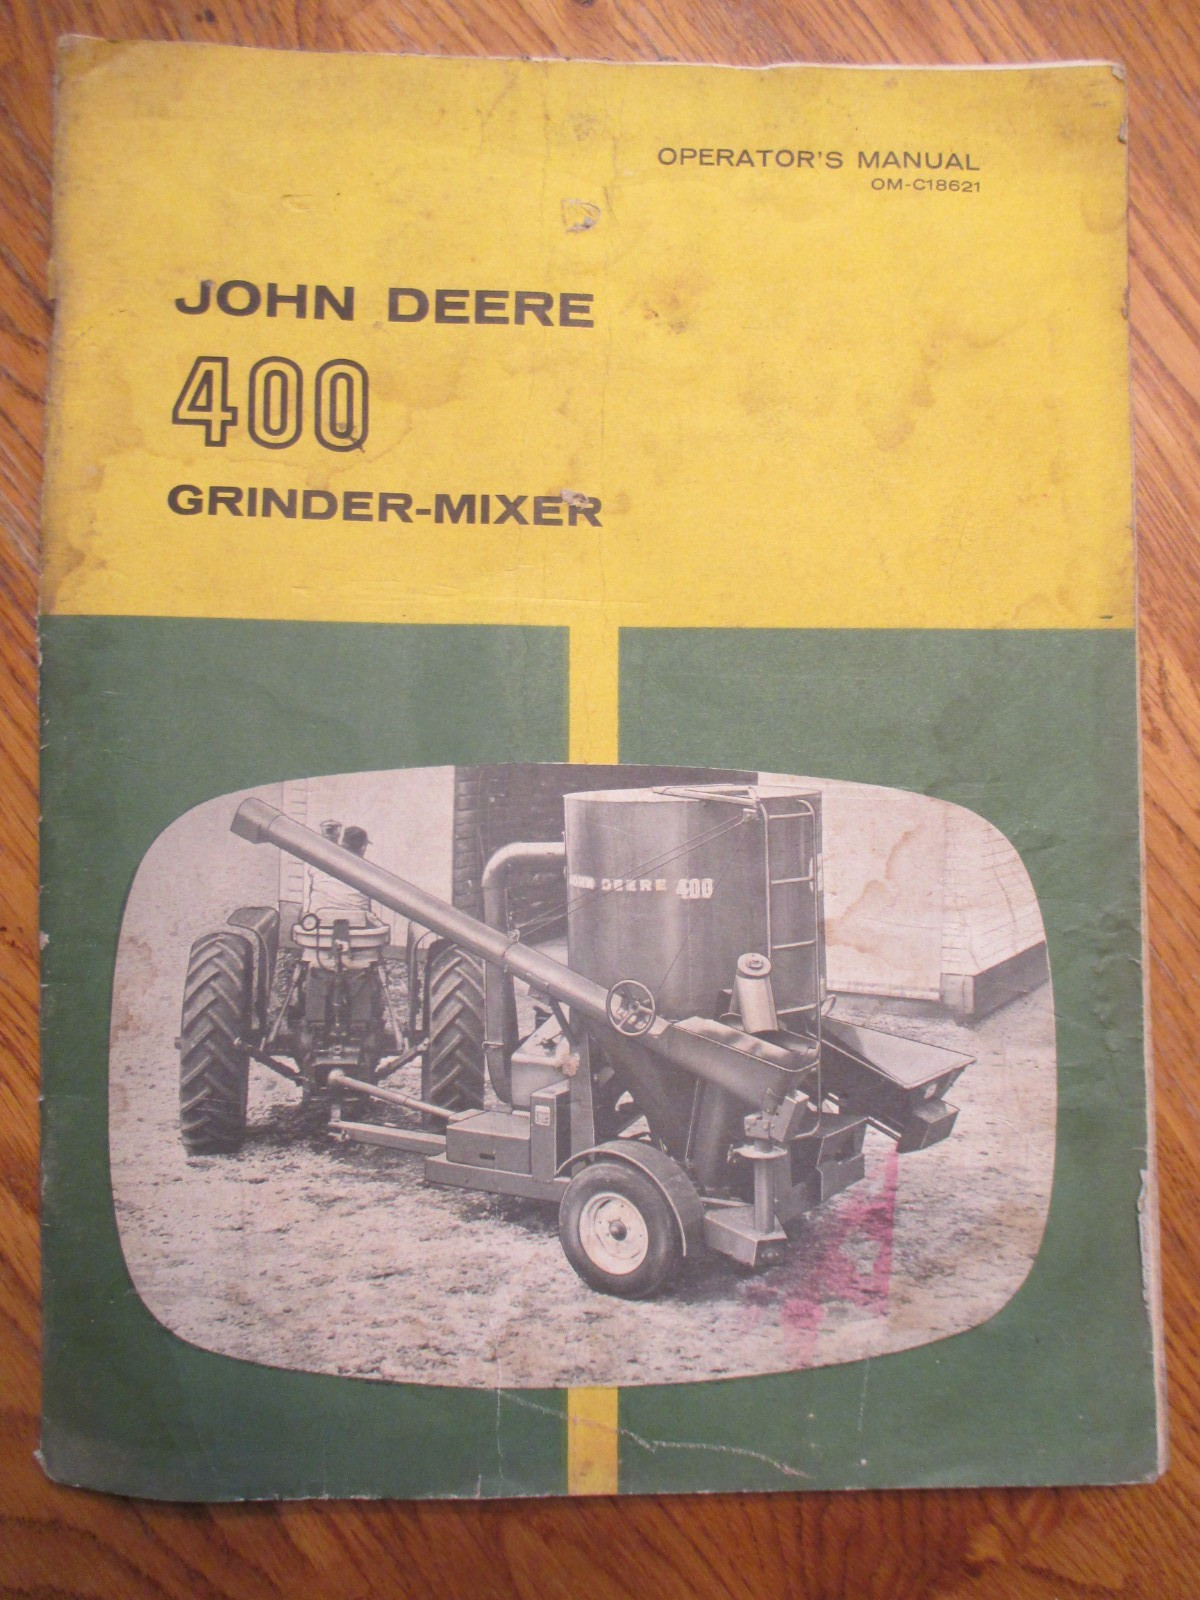 OPERATOR'S MANUAL
OM-C18621
JOHN DEERE
400
GRINDER-MIXER
JOHN DEERE 400